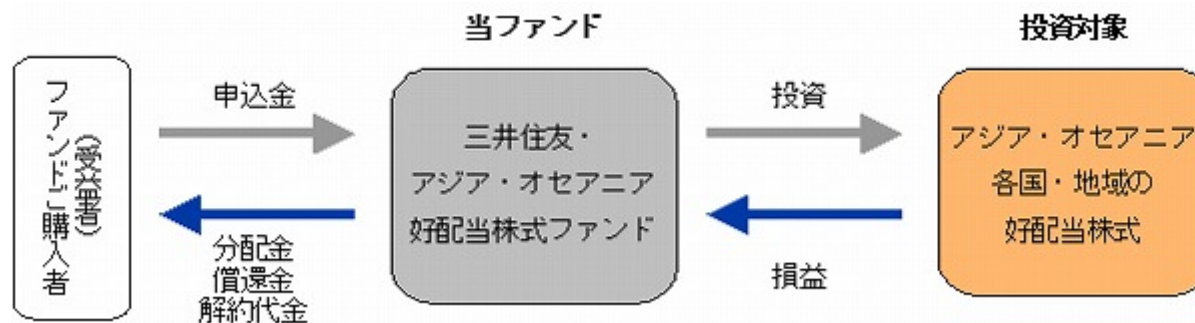 当ファンド
投資対象
ファンドご購入者
(受益者)
申込金
分配金
償還金
解約代金
三井住友・
アジア・オセアニア
好配当株式ファンド
投資
損益
アジア・オセアニア
各国・地域の
好配当株式